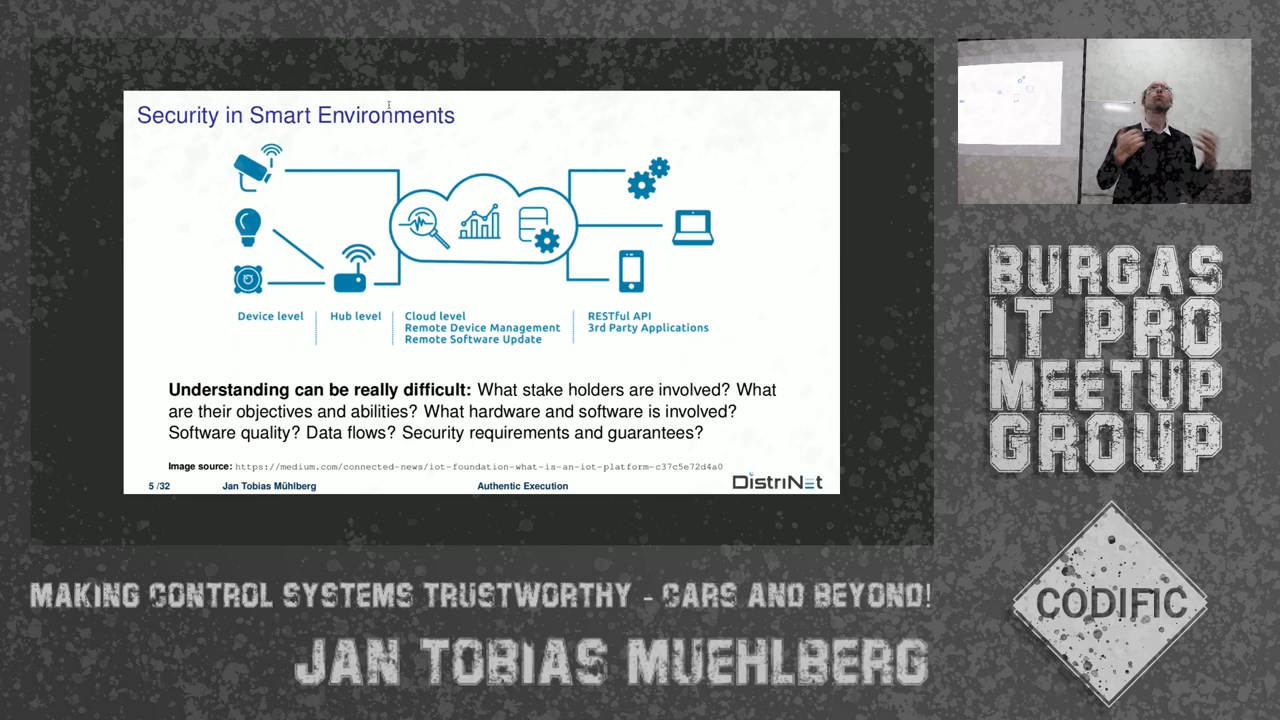 Security in Smart Environments
Device level
Hub level
Cloud level
Remote Device Management
Remote Software Update
RESTful API
3rd Party Applications
Understanding can be really difficult: What stake holders are involved? What
are their objectives and abilities? What hardware and software is involved?
Software quality? Data flows? Security requirements and guarantees?
Image source: https://medium.com/connected-news/iot-foundation-what-is-an-iot-platform-c37c5e72d4a0
5 /32
Jan Tobias Mühlberg
Authentic Execution
DistriNet
BURGAS
IT PRO
MEETUP
GROUP
CODIFIC
MAKING CONTROL SYSTEMS TRUSTWORTHY - CARS AND BEYOND!
JAN TOBIAS MUEHLBERG